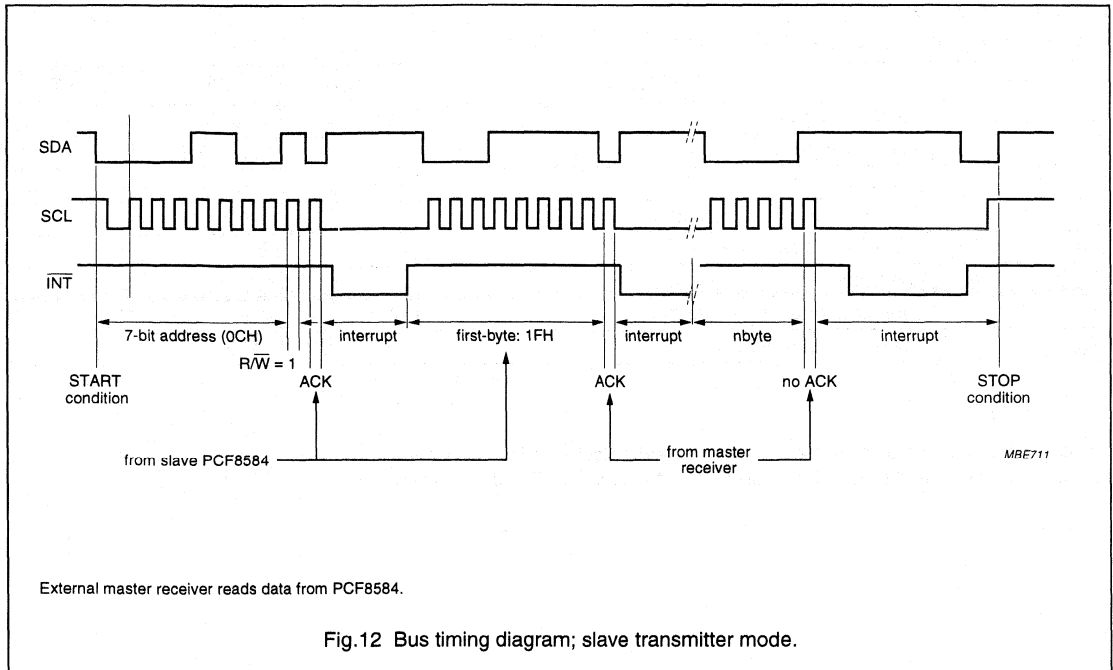 SDA
SCL
INT
7-bit address (0CH)
interrupt
first-byte: 1FH
interrupt
nbyte
interrupt
R/W = 1
START
condition
ACK
ACK
no ACK
STOP
condition
from slave PCF8584
from master
receiver
MBE711
External master receiver reads data from PCF8584.
Fig.12 Bus timing diagram; slave transmitter mode.